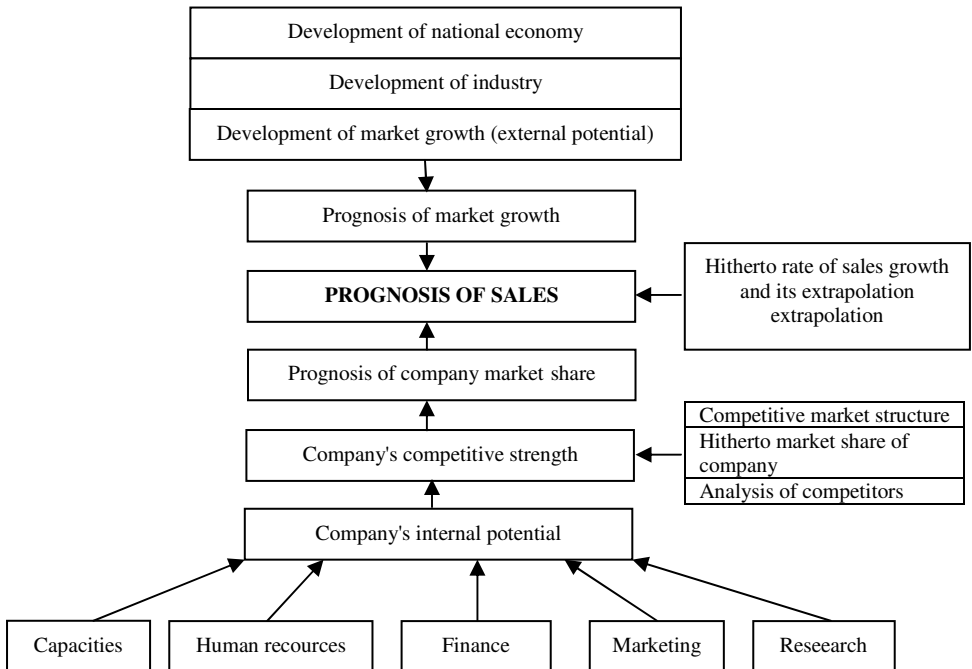 Development of national economy
Development of industry
Development of market growth (external potential)
Prognosis of market growth
PROGNOSIS OF SALES
Hitherto rate of sales growth
and its extrapolation
extrapolation
Prognosis of company market share
Company's competitive strength
Competitive market structure
Hitherto market share of
company
Analysis of competitors
Company's internal potential
Capacities
Human recources
Finance
Marketing
Reseearch